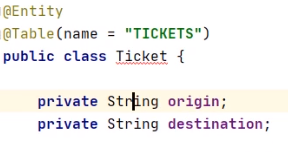 @Entity
@Table(name = "TICKETS")
public class Ticket {
private String origin;
private String destination;